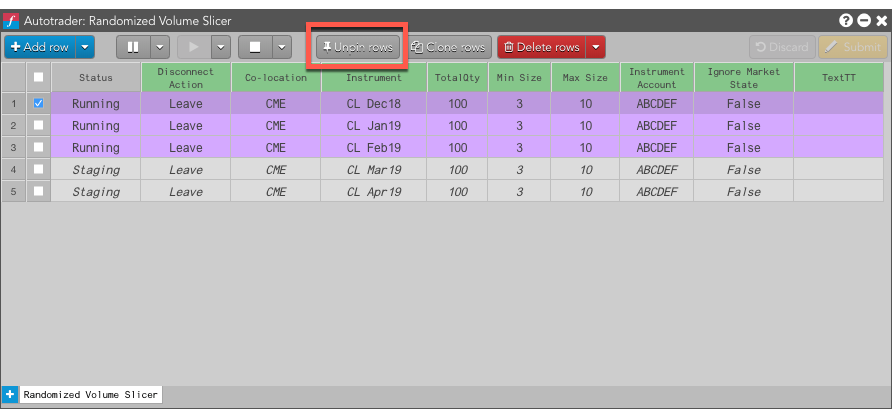 f Autotrader: Randomized Volume Slicer
+ Add row Unpin rows Clone rows Delete rows Discard Submit
Status Disconnect Action Co-location Instrument TotalQty Min Size Max Size Instrument Account Ignore Market State TextTT
1 Running Leave CME CL Dec18 100 3 10 ABCDEF False
2 Running Leave CME CL Jan19 100 3 10 ABCDEF False
3 Running Leave CME CL Feb19 100 3 10 ABCDEF False
4 Staging Leave CME CL Mar19 100 3 10 ABCDEF False
5 Staging Leave CME CL Apr19 100 3 10 ABCDEF False
+ Randomized Volume Slicer